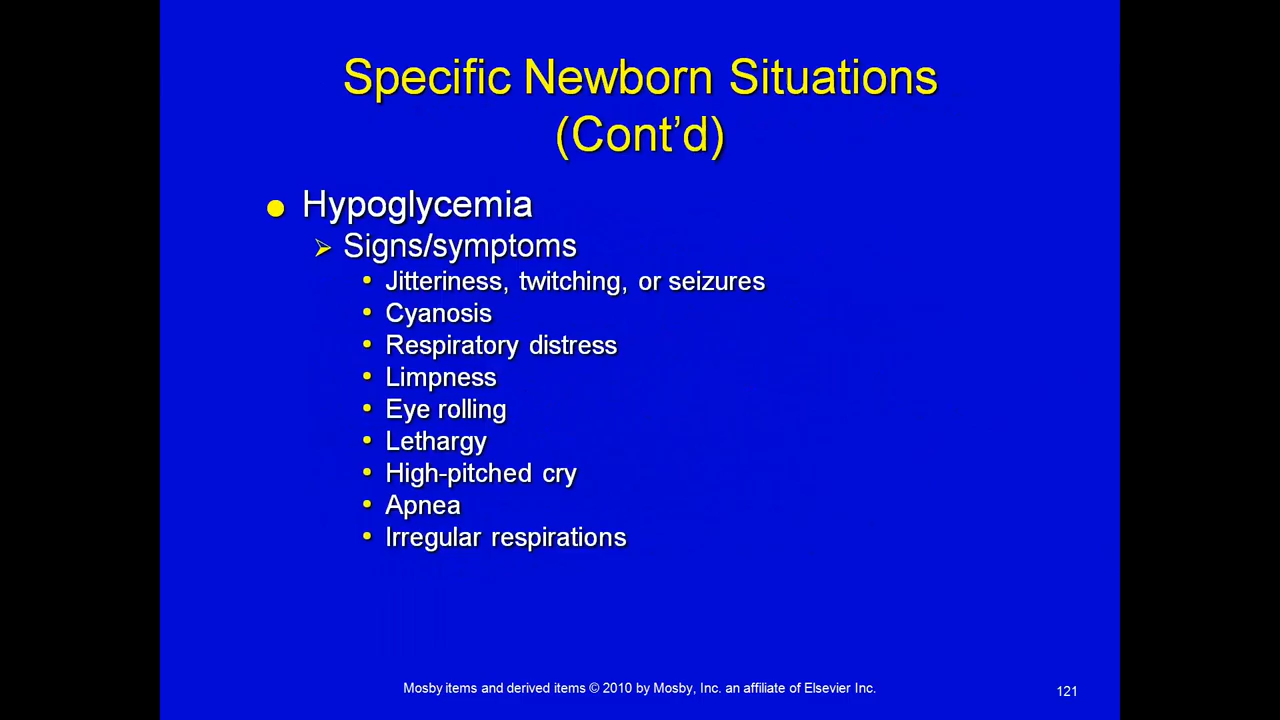 Specific Newborn Situations
(Cont’d)
Hypoglycemia
Signs/symptoms
Jitteriness, twitching, or seizures
Cyanosis
Respiratory distress
Limpness
Eye rolling
Lethargy
High-pitched cry
Apnea
Irregular respirations
Mosby items and derived items © 2010 by Mosby, Inc. an affiliate of Elsevier Inc.
121